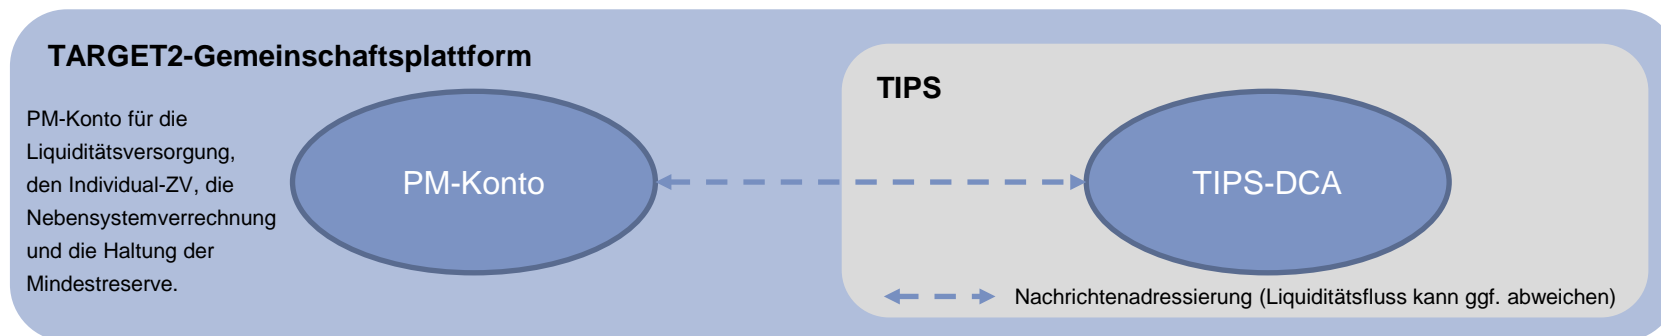 TARGET2-Gemeinschaftsplattform
PM-Konto für die
Liquiditätsversorgung,
den Individual-ZV, die
Nebensystemverrechnung
und die Haltung der
Mindestreserve.
PM-Konto
TIPS
TIPS-DCA
Nachrichtenadressierung (Liquiditätsfluss kann ggf. abweichen)